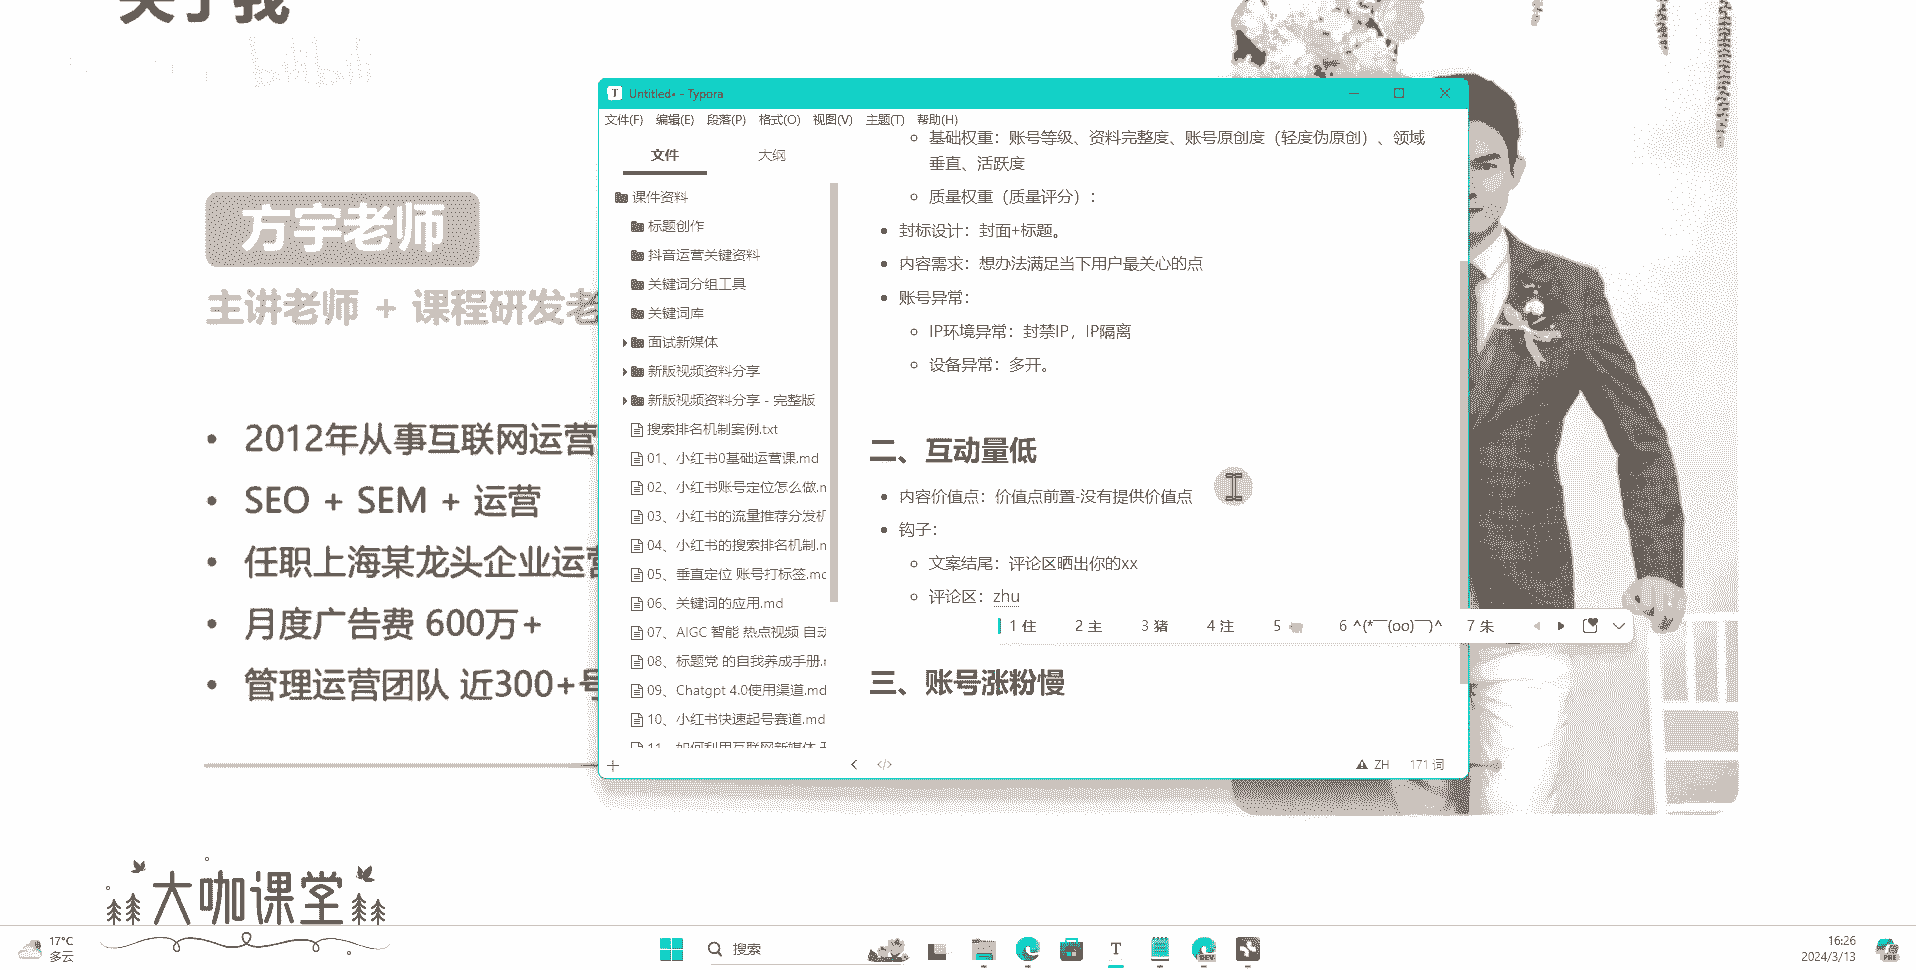 关于我
bilibili
方宇老师
主讲老师 + 课程研发老
• 2012年从事互联网运营
• SEO + SEM + 运营
• 任职上海某龙头企业运营
• 月度广告费 600万+
• 管理运营团队 近300+号
大咖课堂
Untitled• - Typora
文件(F) 编辑(E) 段落(P) 格式(O) 视图(V) 主题(T) 帮助(H)
文件 大纲
课件资料
标题创作
抖音运营关键资料
关键词分组工具
关键词库
面试新媒体
新版视频资料分享
新版视频资料分享 - 完整版
搜索排名机制案例.txt
01、小红书0基础运营课.md
02、小红书账号定位怎么做.n
03、小红书的流量推荐分发机
04、小红书的搜索排名机制.n
05、垂直定位 账号打标签.mc
06、关键词的应用.md
07、AIGC 智能 热点视频 自动
08、标题党 的自我养成手册.r
09、Chatgpt 4.0使用渠道.md
10、小红书快速起号赛道.md
11、如何利用互联网新媒体
基础权重：账号等级、资料完整度、账号原创度（轻度伪原创）、领域
垂直、活跃度
质量权重（质量评分）：
• 封标设计：封面+标题。
• 内容需求：想办法满足当下用户最关心的点
• 账号异常：
IP环境异常：封禁IP，IP隔离
设备异常：多开。
二、互动量低
• 内容价值点：价值点前置-没有提供价值点
• 钩子：
文案结尾：评论区晒出你的xx
评论区：zhu
1 住 2 主 3 猪 4 注 5 6 ^(*￣(oo)￣)^ 7 朱
三、账号涨粉慢
ZH 171 词
17°C
多云
搜索
DEV
16:26
2024/3/13
PRE